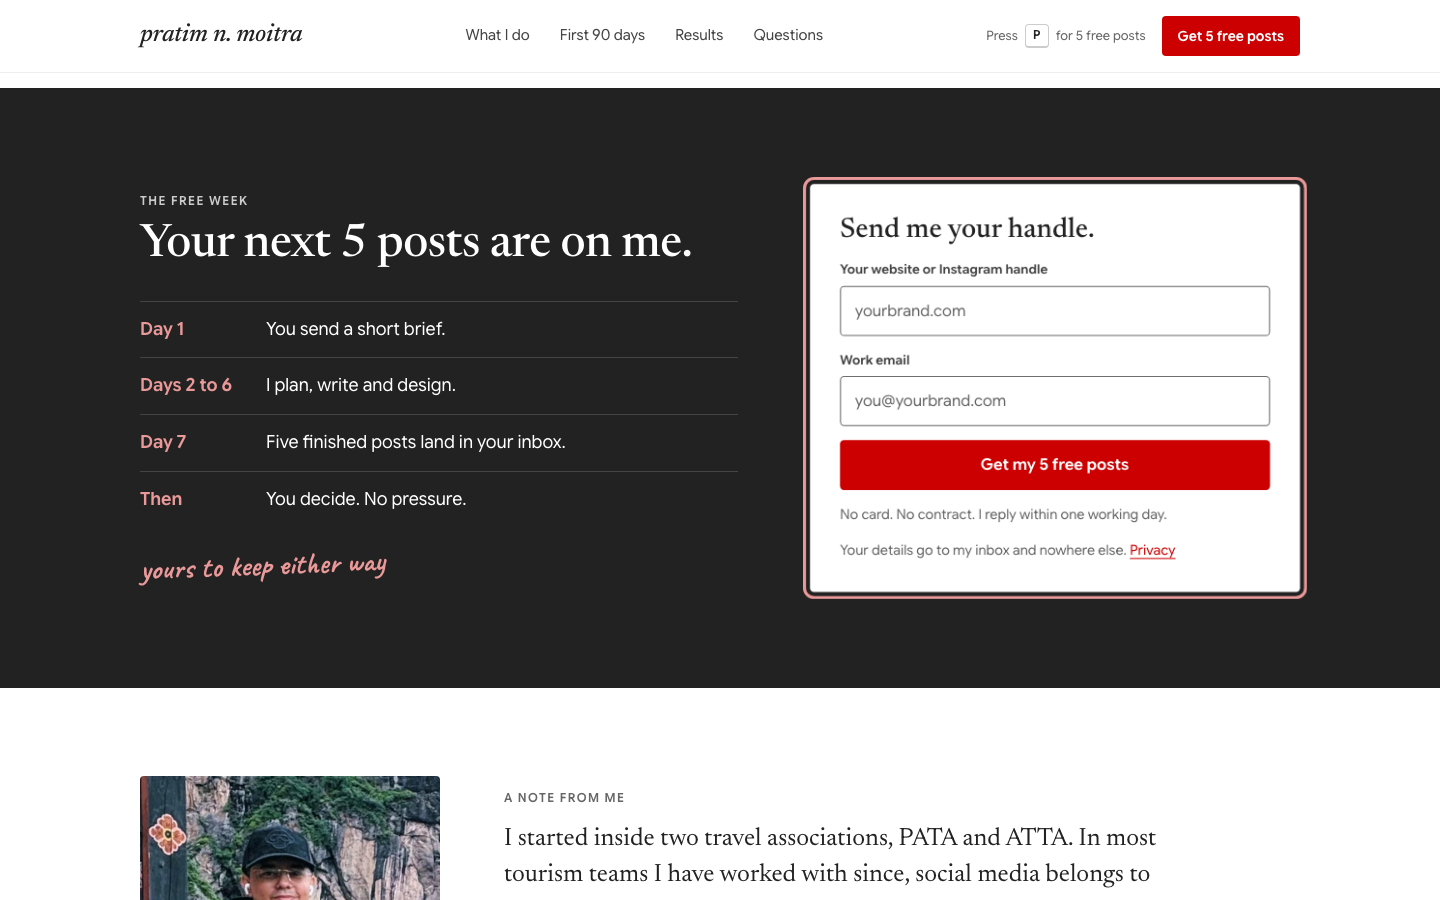 pratim n. moitra
What I do
First 90 days
Results
Questions
Press P for 5 free posts
Get 5 free posts
THE FREE WEEK
Your next 5 posts are on me.
Day 1 You send a short brief.
Days 2 to 6 I plan, write and design.
Day 7 Five finished posts land in your inbox.
Then You decide. No pressure.
yours to keep either way
Send me your handle.
Your website or Instagram handle
yourbrand.com
Work email
you@yourbrand.com
Get my 5 free posts
No card. No contract. I reply within one working day.
Your details go to my inbox and nowhere else. Privacy
A NOTE FROM ME
I started inside two travel associations, PATA and ATTA. In most
tourism teams I have worked with since, social media belongs to